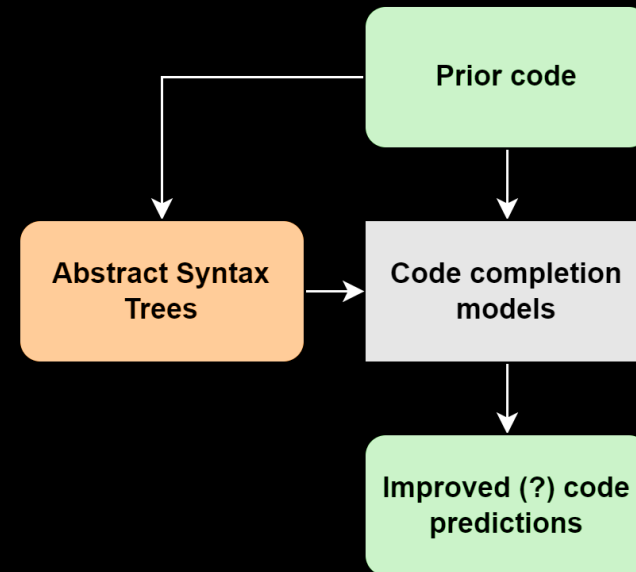 Prior code
Abstract Syntax
Trees
Code completion
models
Improved (?) code
predictions